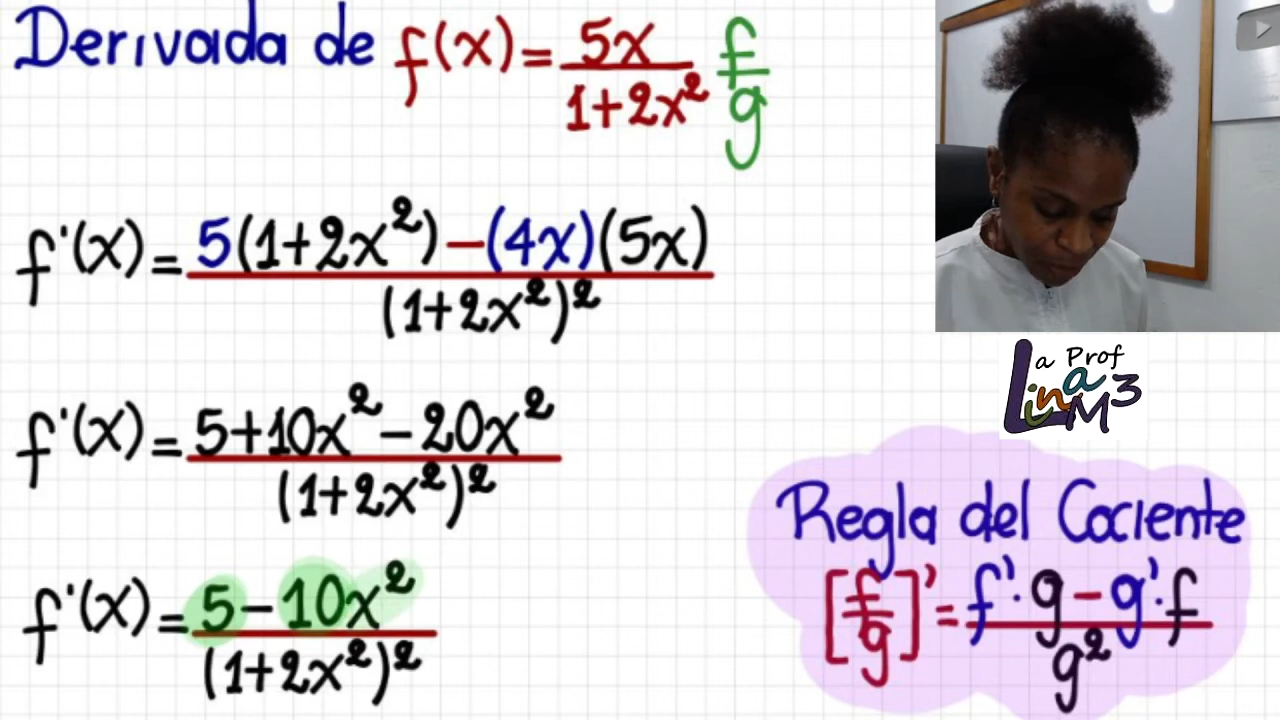 Derivada de f(x) = 5x / 1+2x² f/g
f'(x) = 5(1+2x²) − (4x)(5x) / (1+2x²)²
f'(x) = 5+10x² − 20x² / (1+2x²)²
f'(x) = 5 − 10x² / (1+2x²)²
La Prof
Lina M3
Regla del Cociente
[f/g]' = f'·g − g'·f / g²